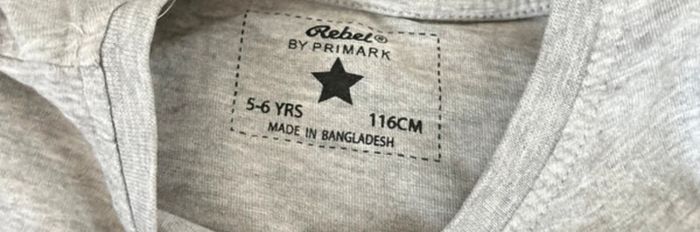 Rebel®
BY PRIMARK
5-6 YRS 116CM
MADE IN BANGLADESH